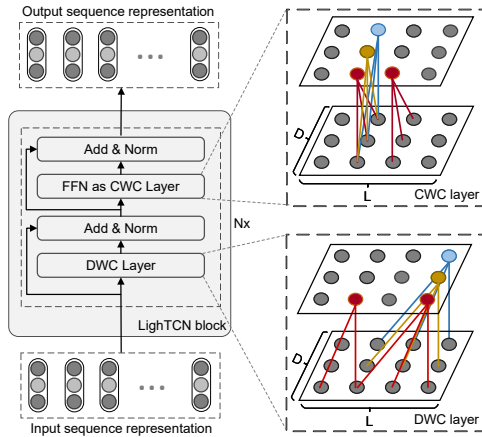 Output sequence representation
Add & Norm
FFN as CWC Layer
Add & Norm
DWC Layer
Nx
LighTCN block
Input sequence representation
D
L
CWC layer
D
L
DWC layer